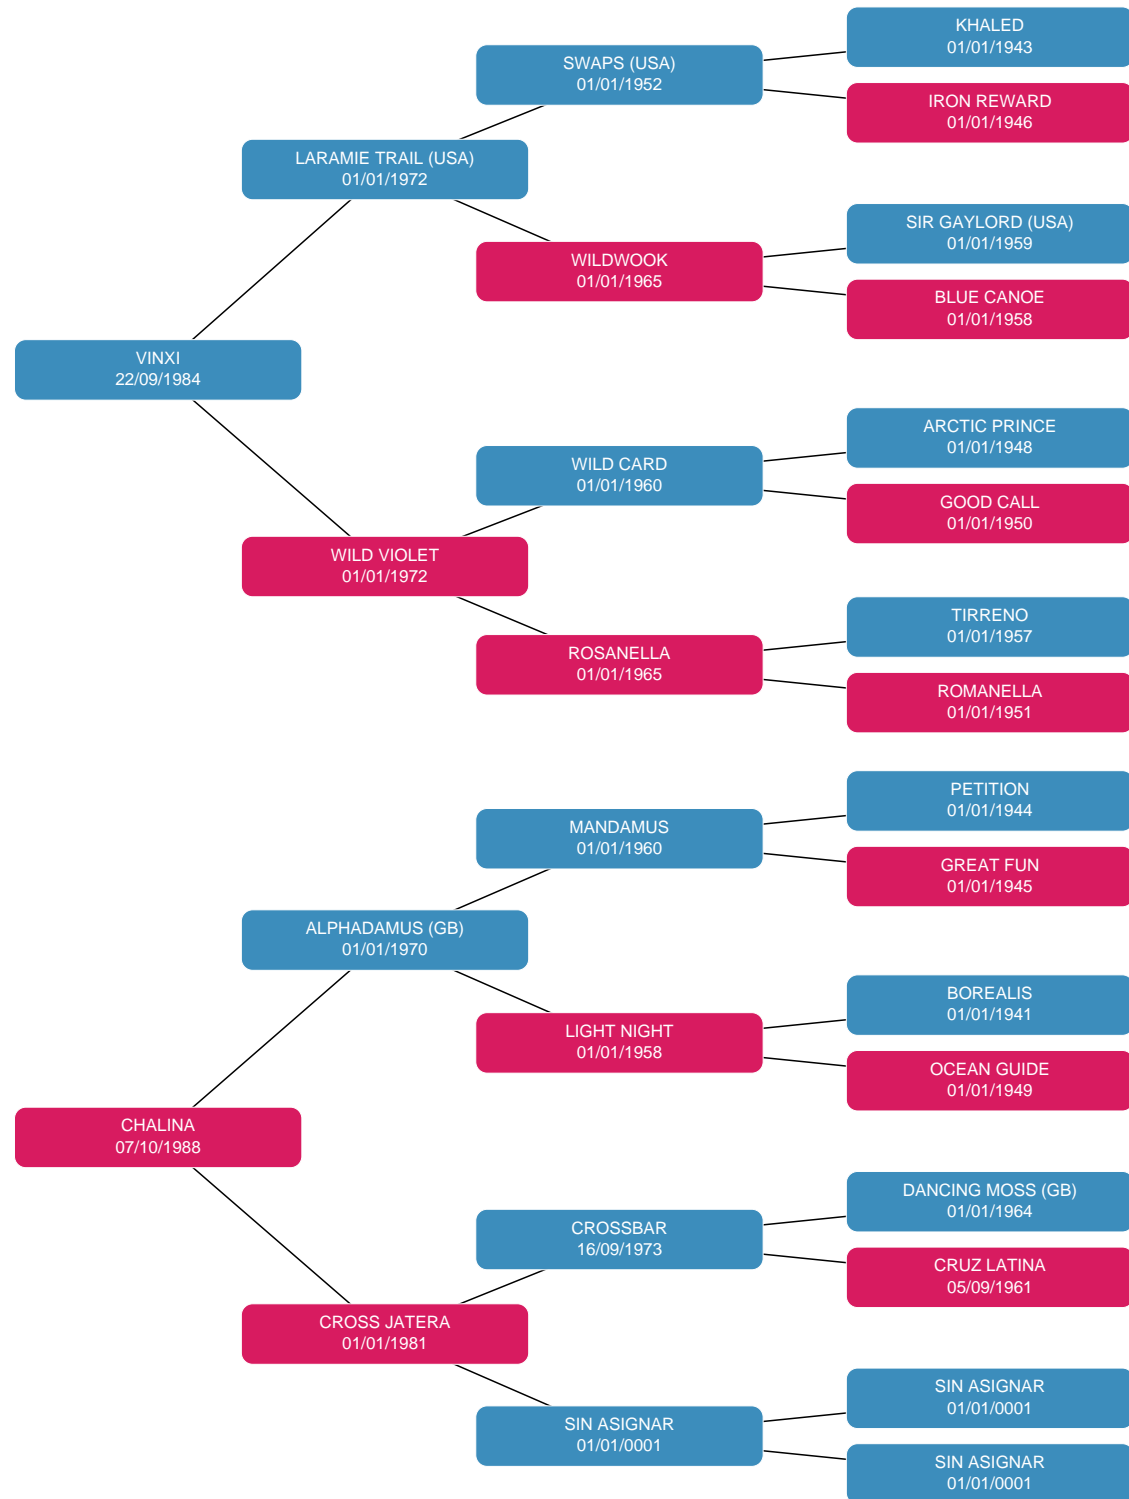 KHALED
01/01/1943
SWAPS (USA)
01/01/1952
IRON REWARD
01/01/1946
LARAMIE TRAIL (USA)
01/01/1972
SIR GAYLORD (USA)
01/01/1959
WILDWOOK
01/01/1965
BLUE CANOE
01/01/1958
VINXI
22/09/1984
ARCTIC PRINCE
01/01/1948
WILD CARD
01/01/1960
GOOD CALL
01/01/1950
WILD VIOLET
01/01/1972
TIRRENO
01/01/1957
ROSANELLA
01/01/1965
ROMANELLA
01/01/1951
PETITION
01/01/1944
MANDAMUS
01/01/1960
GREAT FUN
01/01/1945
ALPHADAMUS (GB)
01/01/1970
BOREALIS
01/01/1941
LIGHT NIGHT
01/01/1958
OCEAN GUIDE
01/01/1949
CHALINA
07/10/1988
DANCING MOSS (GB)
01/01/1964
CROSSBAR
16/09/1973
CRUZ LATINA
05/09/1961
CROSS JATERA
01/01/1981
SIN ASIGNAR
01/01/0001
SIN ASIGNAR
01/01/0001
SIN ASIGNAR
01/01/0001